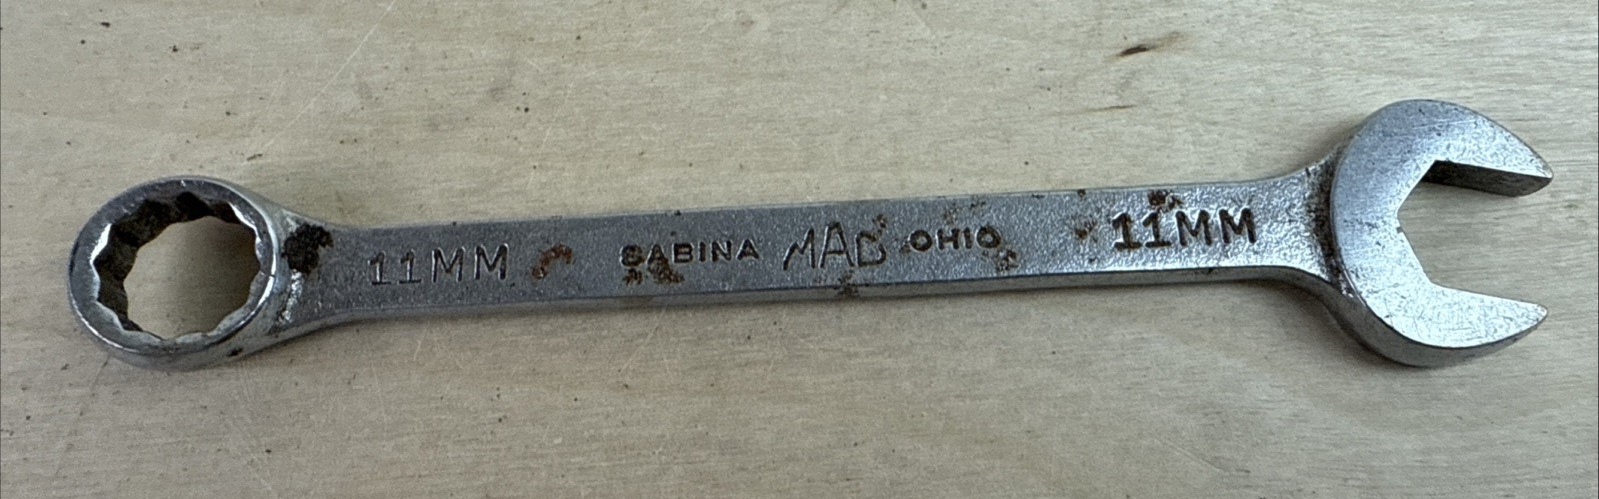 11MM SABINA MAC OHIO 11MM